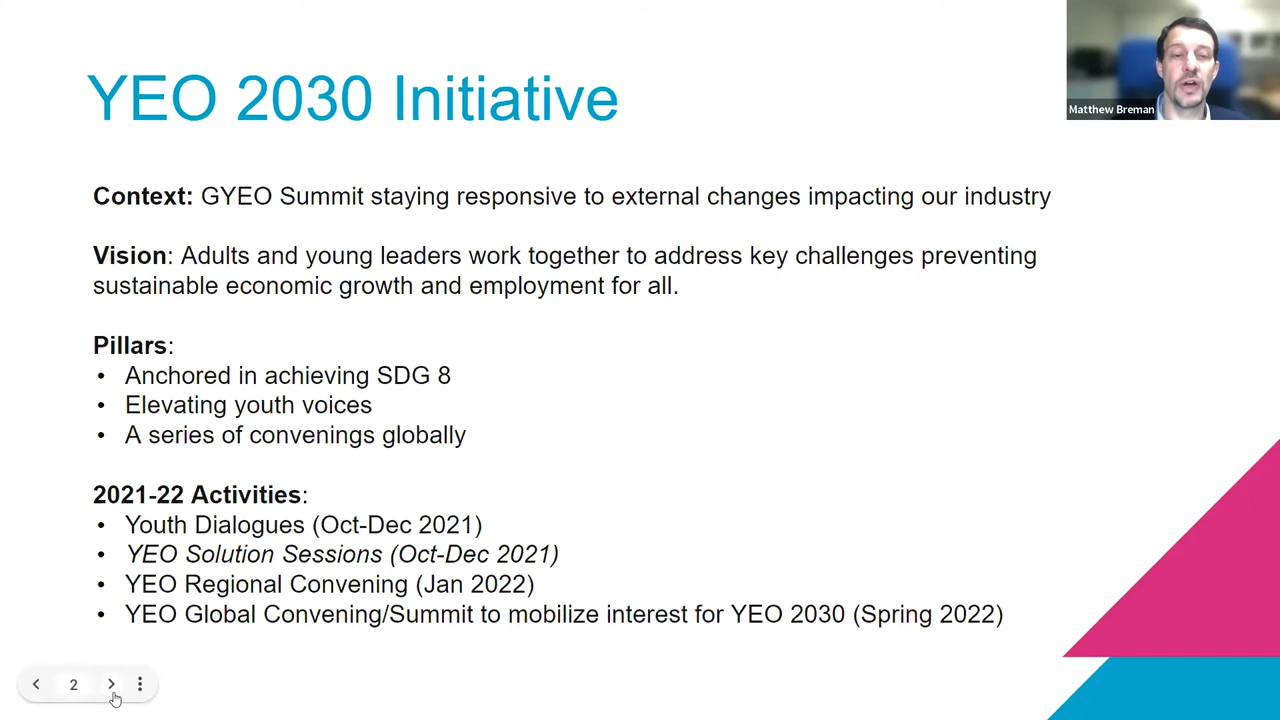 YEO 2030 Initiative
Matthew Breman
Context: GYEO Summit staying responsive to external changes impacting our industry
Vision: Adults and young leaders work together to address key challenges preventing
sustainable economic growth and employment for all.
Pillars:
• Anchored in achieving SDG 8
• Elevating youth voices
• A series of convenings globally
2021-22 Activities:
• Youth Dialogues (Oct-Dec 2021)
• YEO Solution Sessions (Oct-Dec 2021)
• YEO Regional Convening (Jan 2022)
• YEO Global Convening/Summit to mobilize interest for YEO 2030 (Spring 2022)
2